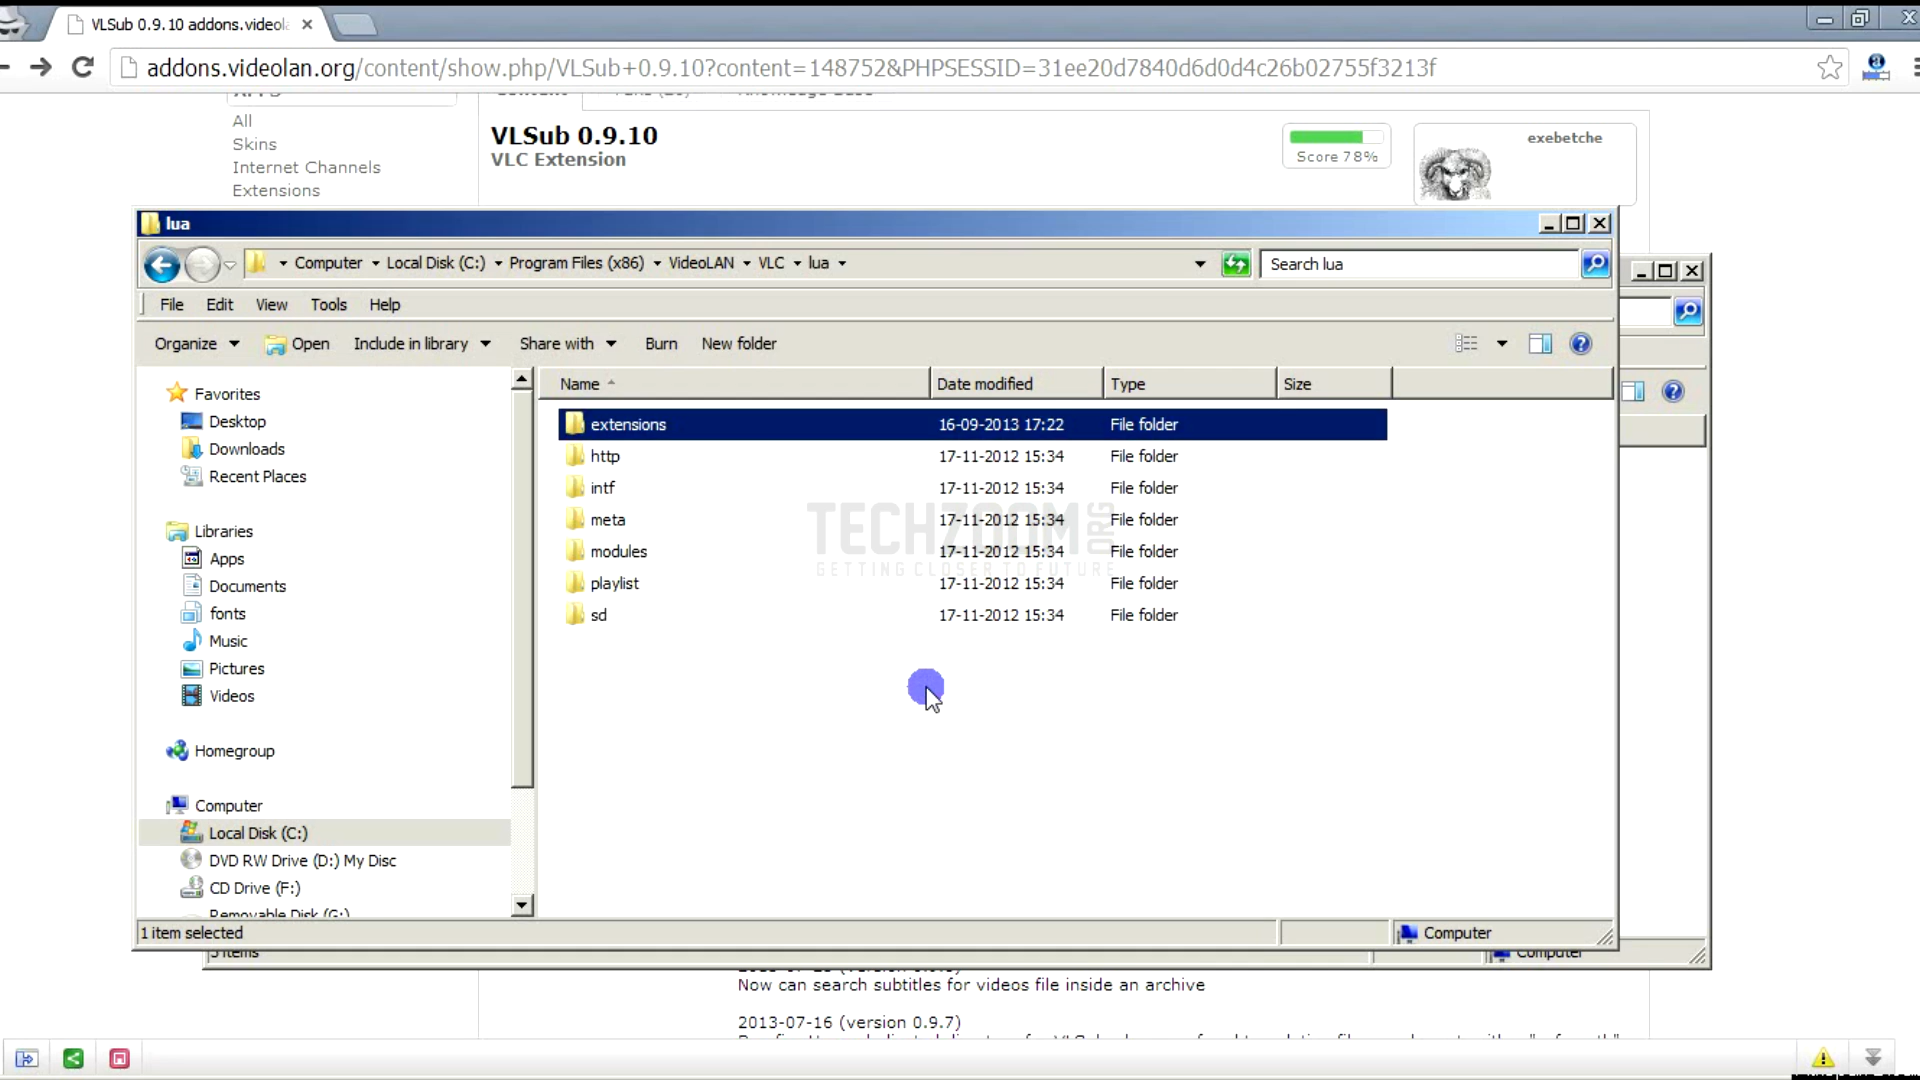 VLSub 0.9.10 addons.videol
addons.videolan.org/content/show.php/VLSub+0.9.10?content=148752&PHPSESSID=31ee20d7840d6d0d4c26b02755f3213f
All
Skins
Internet Channels
Extensions
VLSub 0.9.10
VLC Extension
Score 78%
exebetche
lua
Computer Local Disk (C:) Program Files (x86) VideoLAN VLC lua
Search lua
File Edit View Tools Help
Organize Open Include in library Share with Burn New folder
Favorites
Desktop
Downloads
Recent Places
Libraries
Apps
Documents
fonts
Music
Pictures
Videos
Homegroup
Computer
Local Disk (C:)
DVD RW Drive (D:) My Disc
CD Drive (F:)
Removable Disk (G:)
Name Date modified Type Size
extensions 16-09-2013 17:22 File folder
http 17-11-2012 15:34 File folder
intf 17-11-2012 15:34 File folder
meta 17-11-2012 15:34 File folder
modules 17-11-2012 15:34 File folder
playlist 17-11-2012 15:34 File folder
sd 17-11-2012 15:34 File folder
TECHZOOM.ORG
GETTING CLOSER TO FUTURE
1 item selected
Computer
Computer
Now can search subtitles for videos file inside an archive
2013-07-16 (version 0.9.7)